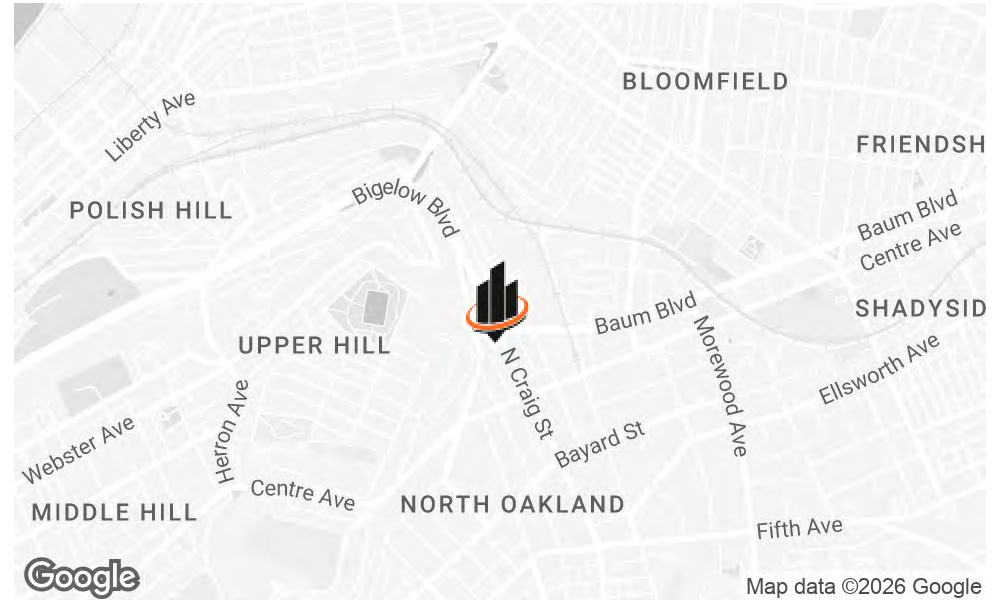 BLOOMFIELD
Liberty Ave
FRIENDSH
Bigelow Blvd
POLISH HILL
Baum Blvd
Centre Ave
SHADYSID
Baum Blvd
UPPER HILL
Morewood Ave
Ellsworth Ave
N Craig St
Herron Ave
Webster Ave
Bayard St
Centre Ave
NORTH OAKLAND
MIDDLE HILL
Fifth Ave
Google
Map data ©2026 Google